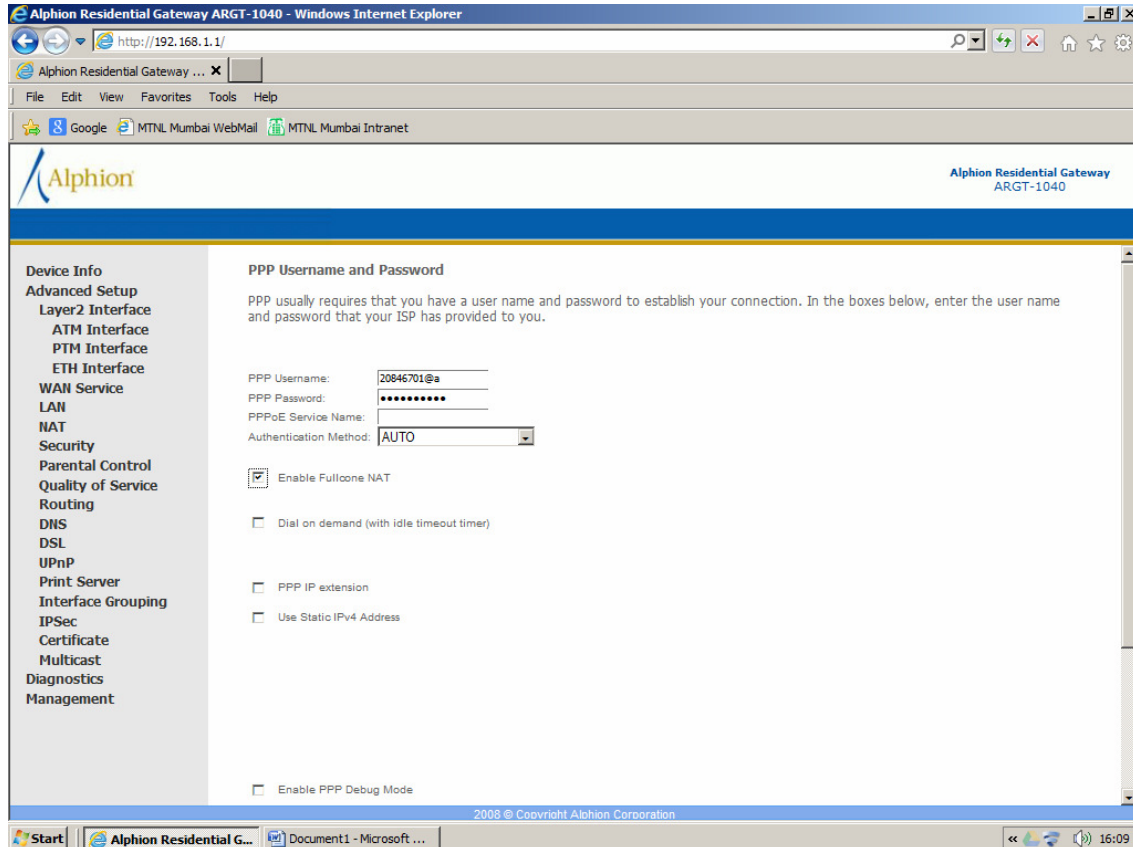 Alphion Residential Gateway ARGT-1040 - Windows Internet Explorer
http://192.168.1.1/
Alphion Residential Gateway ...
File Edit View Favorites Tools Help
Google MTNL Mumbai WebMail MTNL Mumbai Intranet
Alphion
Alphion Residential Gateway
ARGT-1040
Device Info
Advanced Setup
Layer2 Interface
ATM Interface
PTM Interface
ETH Interface
WAN Service
LAN
NAT
Security
Parental Control
Quality of Service
Routing
DNS
DSL
UPnP
Print Server
Interface Grouping
IPSec
Certificate
Multicast
Diagnostics
Management
PPP Username and Password
PPP usually requires that you have a user name and password to establish your connection. In the boxes below, enter the user name
and password that your ISP has provided to you.
PPP Username: 20846701@a
PPP Password: ••••••••••
PPPoE Service Name:
Authentication Method: AUTO
Enable Fullcone NAT
Dial on demand (with idle timeout timer)
PPP IP extension
Use Static IPv4 Address
Enable PPP Debug Mode
2008 © Copyright Alphion Corporation
Start Alphion Residential G... Document1 - Microsoft ... 16:09